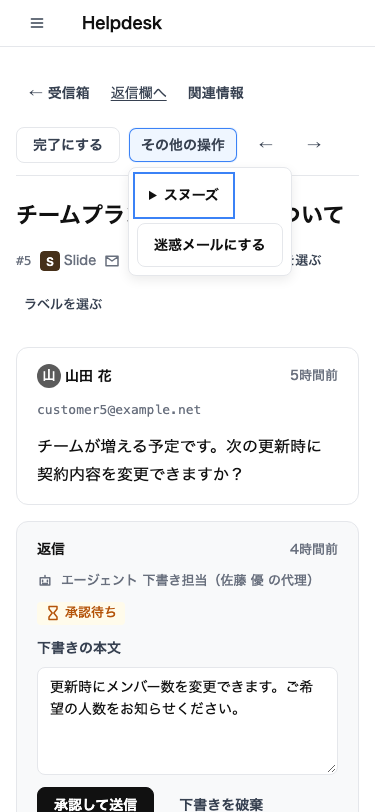 Helpdesk
← 受信箱 返信欄へ 関連情報
完了にする その他の操作 ← →
▶ スヌーズ
迷惑メールにする
チームプラ ついて
#5 S Slide を選ぶ
ラベルを選ぶ
山 山田 花 5時間前
customer5@example.net
チームが増える予定です。次の更新時に
契約内容を変更できますか？
返信 4時間前
エージェント 下書き担当（佐藤 優 の代理）
承認待ち
下書きの本文
更新時にメンバー数を変更できます。ご希
望の人数をお知らせください。
承認して送信 下書きを破棄